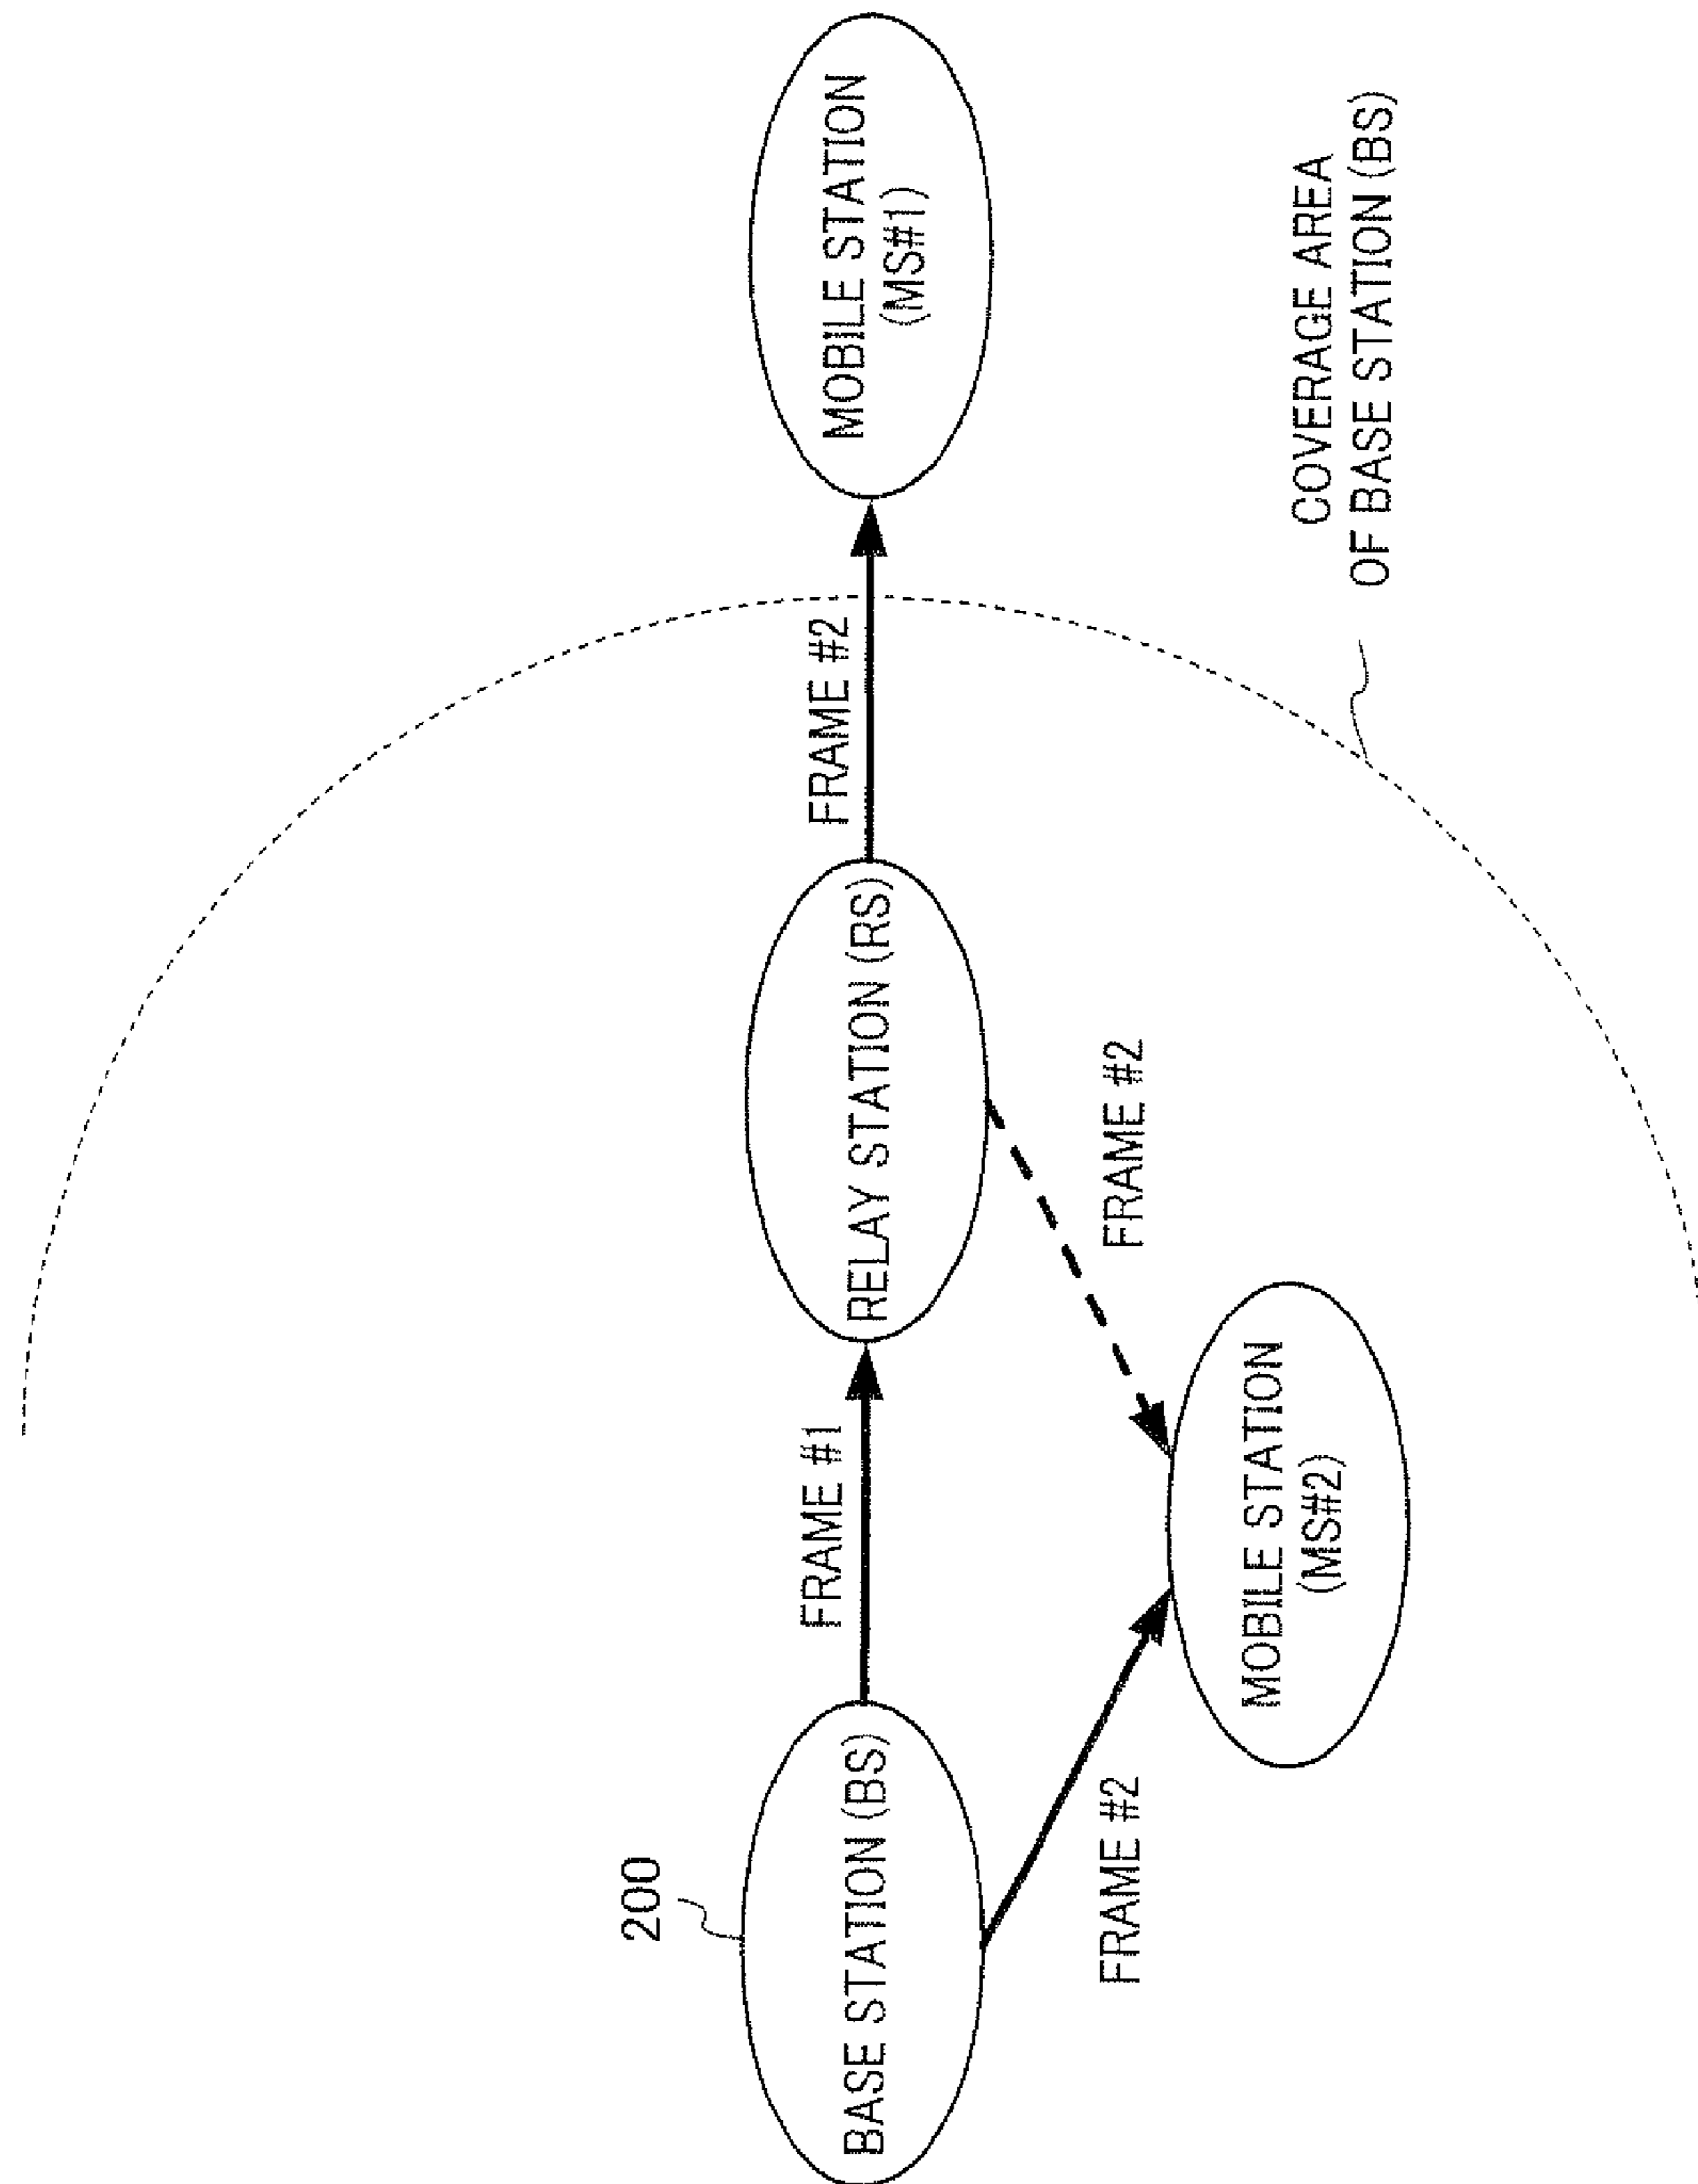 200
BASE STATION (BS)
FRAME #1
RELAY STATION (RS)
FRAME #2
MOBILE STATION
(MS#1)
FRAME #2
FRAME #2
MOBILE STATION
(MS#2)
COVERAGE AREA
OF BASE STATION (BS)